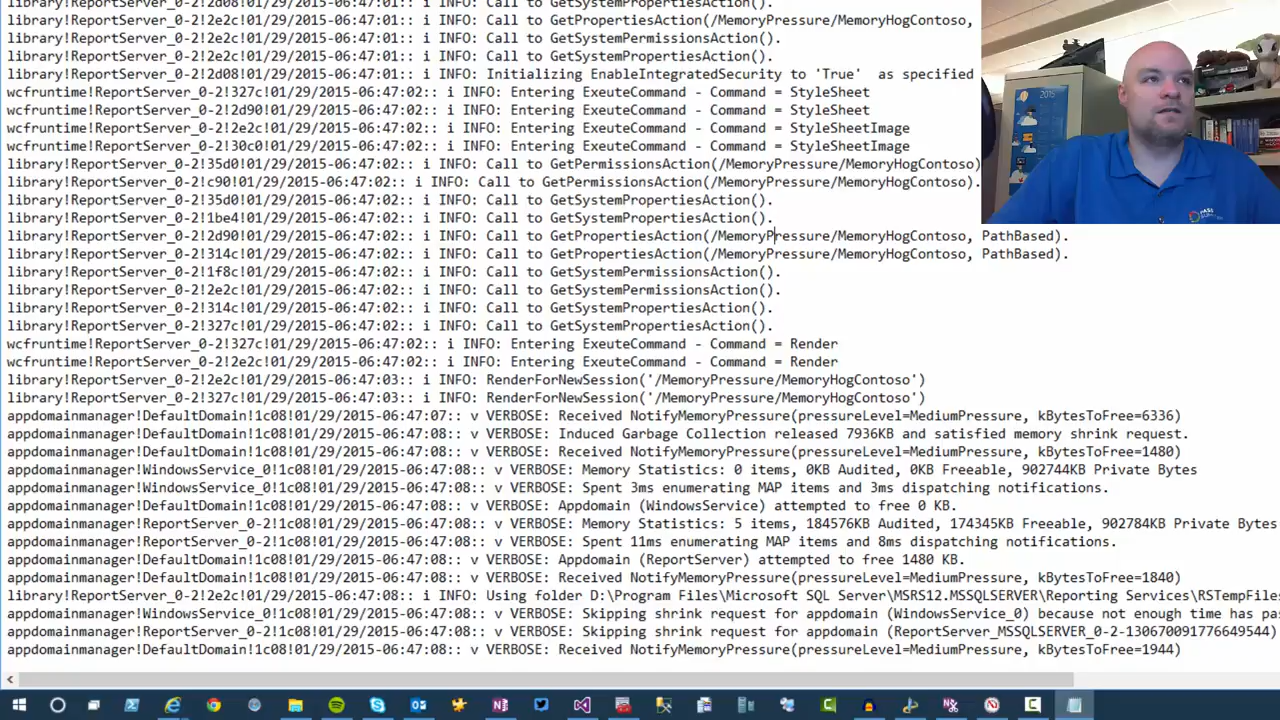 library!ReportServer_0-2!2d08!01/29/2015-06:47:01:: i INFO: Call to GetSystemPropertiesAction().
library!ReportServer_0-2!2e2c!01/29/2015-06:47:01:: i INFO: Call to GetPropertiesAction(/MemoryPressure/MemoryHogContoso,
library!ReportServer_0-2!2e2c!01/29/2015-06:47:01:: i INFO: Call to GetSystemPermissionsAction().
library!ReportServer_0-2!2e2c!01/29/2015-06:47:01:: i INFO: Call to GetSystemPropertiesAction().
library!ReportServer_0-2!2d08!01/29/2015-06:47:01:: i INFO: Initializing EnableIntegratedSecurity to 'True'  as specified
wcfruntime!ReportServer_0-2!327c!01/29/2015-06:47:02:: i INFO: Entering ExeuteCommand - Command = StyleSheet
wcfruntime!ReportServer_0-2!2d90!01/29/2015-06:47:02:: i INFO: Entering ExeuteCommand - Command = StyleSheet
wcfruntime!ReportServer_0-2!2e2c!01/29/2015-06:47:02:: i INFO: Entering ExeuteCommand - Command = StyleSheetImage
wcfruntime!ReportServer_0-2!30c0!01/29/2015-06:47:02:: i INFO: Entering ExeuteCommand - Command = StyleSheetImage
library!ReportServer_0-2!35d0!01/29/2015-06:47:02:: i INFO: Call to GetPermissionsAction(/MemoryPressure/MemoryHogContoso)
library!ReportServer_0-2!c90!01/29/2015-06:47:02:: i INFO: Call to GetPermissionsAction(/MemoryPressure/MemoryHogContoso).
library!ReportServer_0-2!35d0!01/29/2015-06:47:02:: i INFO: Call to GetSystemPropertiesAction().
library!ReportServer_0-2!1be4!01/29/2015-06:47:02:: i INFO: Call to GetSystemPropertiesAction().
library!ReportServer_0-2!2d90!01/29/2015-06:47:02:: i INFO: Call to GetPropertiesAction(/MemoryPressure/MemoryHogContoso, PathBased).
library!ReportServer_0-2!314c!01/29/2015-06:47:02:: i INFO: Call to GetPropertiesAction(/MemoryPressure/MemoryHogContoso, PathBased).
library!ReportServer_0-2!1f8c!01/29/2015-06:47:02:: i INFO: Call to GetSystemPermissionsAction().
library!ReportServer_0-2!2e2c!01/29/2015-06:47:02:: i INFO: Call to GetSystemPermissionsAction().
library!ReportServer_0-2!314c!01/29/2015-06:47:02:: i INFO: Call to GetSystemPropertiesAction().
library!ReportServer_0-2!327c!01/29/2015-06:47:02:: i INFO: Call to GetSystemPropertiesAction().
wcfruntime!ReportServer_0-2!327c!01/29/2015-06:47:02:: i INFO: Entering ExeuteCommand - Command = Render
wcfruntime!ReportServer_0-2!2e2c!01/29/2015-06:47:02:: i INFO: Entering ExeuteCommand - Command = Render
library!ReportServer_0-2!2e2c!01/29/2015-06:47:03:: i INFO: RenderForNewSession('/MemoryPressure/MemoryHogContoso')
library!ReportServer_0-2!327c!01/29/2015-06:47:03:: i INFO: RenderForNewSession('/MemoryPressure/MemoryHogContoso')
appdomainmanager!DefaultDomain!1c08!01/29/2015-06:47:07:: v VERBOSE: Received NotifyMemoryPressure(pressureLevel=MediumPressure, kBytesToFree=6336)
appdomainmanager!DefaultDomain!1c08!01/29/2015-06:47:08:: v VERBOSE: Induced Garbage Collection released 7936KB and satisfied memory shrink request.
appdomainmanager!DefaultDomain!1c08!01/29/2015-06:47:08:: v VERBOSE: Received NotifyMemoryPressure(pressureLevel=MediumPressure, kBytesToFree=1480)
appdomainmanager!WindowsService_0!1c08!01/29/2015-06:47:08:: v VERBOSE: Memory Statistics: 0 items, 0KB Audited, 0KB Freeable, 902744KB Private Bytes
appdomainmanager!WindowsService_0!1c08!01/29/2015-06:47:08:: v VERBOSE: Spent 3ms enumerating MAP items and 3ms dispatching notifications.
appdomainmanager!DefaultDomain!1c08!01/29/2015-06:47:08:: v VERBOSE: Appdomain (WindowsService) attempted to free 0 KB.
appdomainmanager!ReportServer_0-2!1c08!01/29/2015-06:47:08:: v VERBOSE: Memory Statistics: 5 items, 184576KB Audited, 174345KB Freeable, 902784KB Private Bytes
appdomainmanager!ReportServer_0-2!1c08!01/29/2015-06:47:08:: v VERBOSE: Spent 11ms enumerating MAP items and 8ms dispatching notifications.
appdomainmanager!DefaultDomain!1c08!01/29/2015-06:47:08:: v VERBOSE: Appdomain (ReportServer) attempted to free 1480 KB.
appdomainmanager!DefaultDomain!1c08!01/29/2015-06:47:08:: v VERBOSE: Received NotifyMemoryPressure(pressureLevel=MediumPressure, kBytesToFree=1840)
library!ReportServer_0-2!2e2c!01/29/2015-06:47:08:: i INFO: Using folder D:\Program Files\Microsoft SQL Server\MSRS12.MSSQLSERVER\Reporting Services\RSTempFiles
appdomainmanager!WindowsService_0!1c08!01/29/2015-06:47:08:: v VERBOSE: Skipping shrink request for appdomain (WindowsService_0) because not enough time has pa
appdomainmanager!ReportServer_0-2!1c08!01/29/2015-06:47:08:: v VERBOSE: Skipping shrink request for appdomain (ReportServer_MSSQLSERVER_0-2-130670091776649544)
appdomainmanager!DefaultDomain!1c08!01/29/2015-06:47:08:: v VERBOSE: Received NotifyMemoryPressure(pressureLevel=MediumPressure, kBytesToFree=1944)
2015